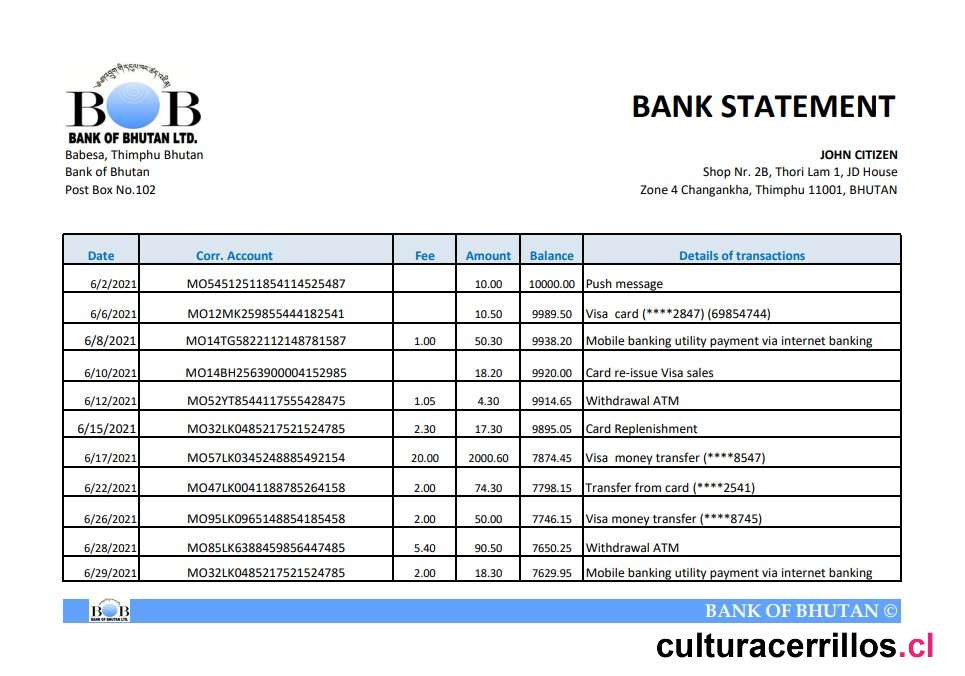 BOB
BANK OF BHUTAN LTD.
Babesa, Thimphu Bhutan
Bank of Bhutan
Post Box No.102
BANK STATEMENT
JOHN CITIZEN
Shop Nr. 2B, Thori Lam 1, JD House
Zone 4 Changankha, Thimphu 11001, BHUTAN
Date Corr. Account Fee Amount Balance Details of transactions
6/2/2021 MO54512511854114525487 10.00 10000.00 Push message
6/6/2021 MO12MK259855444182541 10.50 9989.50 Visa card (****2847) (69854744)
6/8/2021 MO14TG5822112148781587 1.00 50.30 9938.20 Mobile banking utility payment via internet banking
6/10/2021 MO14BH2563900004152985 18.20 9920.00 Card re-issue Visa sales
6/12/2021 MO52YT8544117555428475 1.05 4.30 9914.65 Withdrawal ATM
6/15/2021 MO32LK0485217521524785 2.30 17.30 9895.05 Card Replenishment
6/17/2021 MO57LK0345248885492154 20.00 2000.60 7874.45 Visa money transfer (****8547)
6/22/2021 MO47LK0041188785264158 2.00 74.30 7798.15 Transfer from card (****2541)
6/26/2021 MO95LK0965148854185458 2.00 50.00 7746.15 Visa money transfer (****8745)
6/28/2021 MO85LK6388459856447485 5.40 90.50 7650.25 Withdrawal ATM
6/29/2021 MO32LK0485217521524785 2.00 18.30 7629.95 Mobile banking utility payment via internet banking
BOB
BANK OF BHUTAN LTD.
BANK OF BHUTAN ©
culturacerrillos.cl